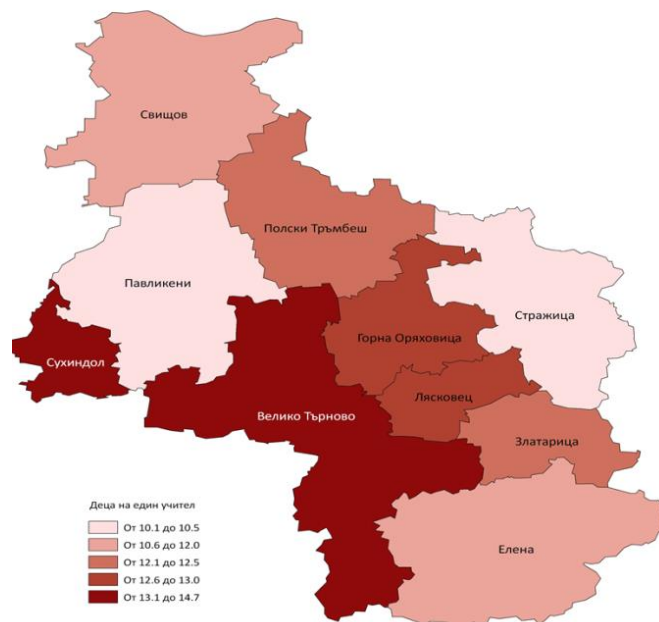 Свищов
Полски Тръмбеш
Павликени
Стражица
Горна Оряховица
Сухиндол
Лясковец
Велико Търново
Златарица
Елена
Деца на един учител
От 10.1 до 10.5
От 10.6 до 12.0
От 12.1 до 12.5
От 12.6 до 13.0
От 13.1 до 14.7